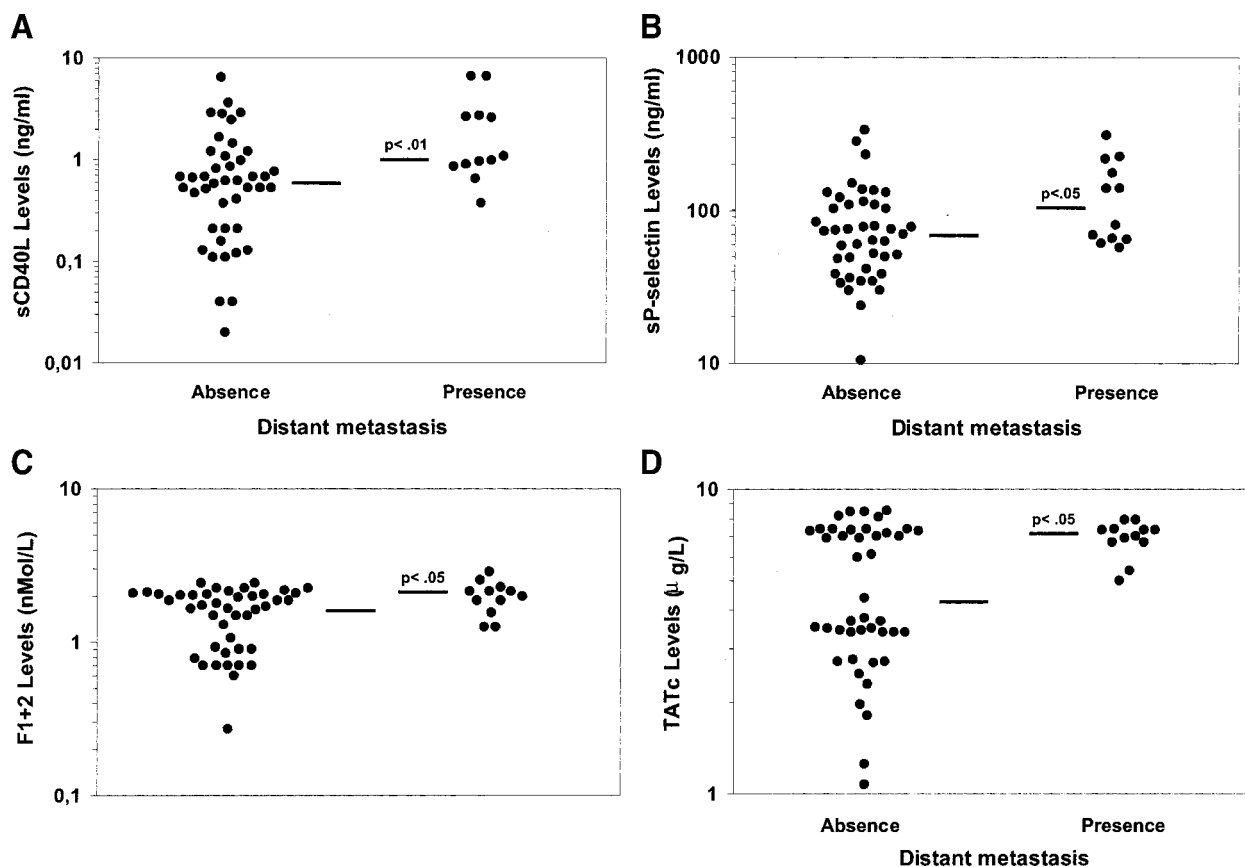 A
sCD40L Levels (ng/ml)
10
1
0,1
0,01
p< .01
Absence
Presence
Distant metastasis
B
sP-selectin Levels (ng/ml)
1000
100
10
p<.05
Absence
Presence
Distant metastasis
C
F1+2 Levels (nMol/L)
10
1
0,1
p< .05
D
TATc Levels (μ g/L)
10
1
p< .05
Absence
Presence
Distant metastasis